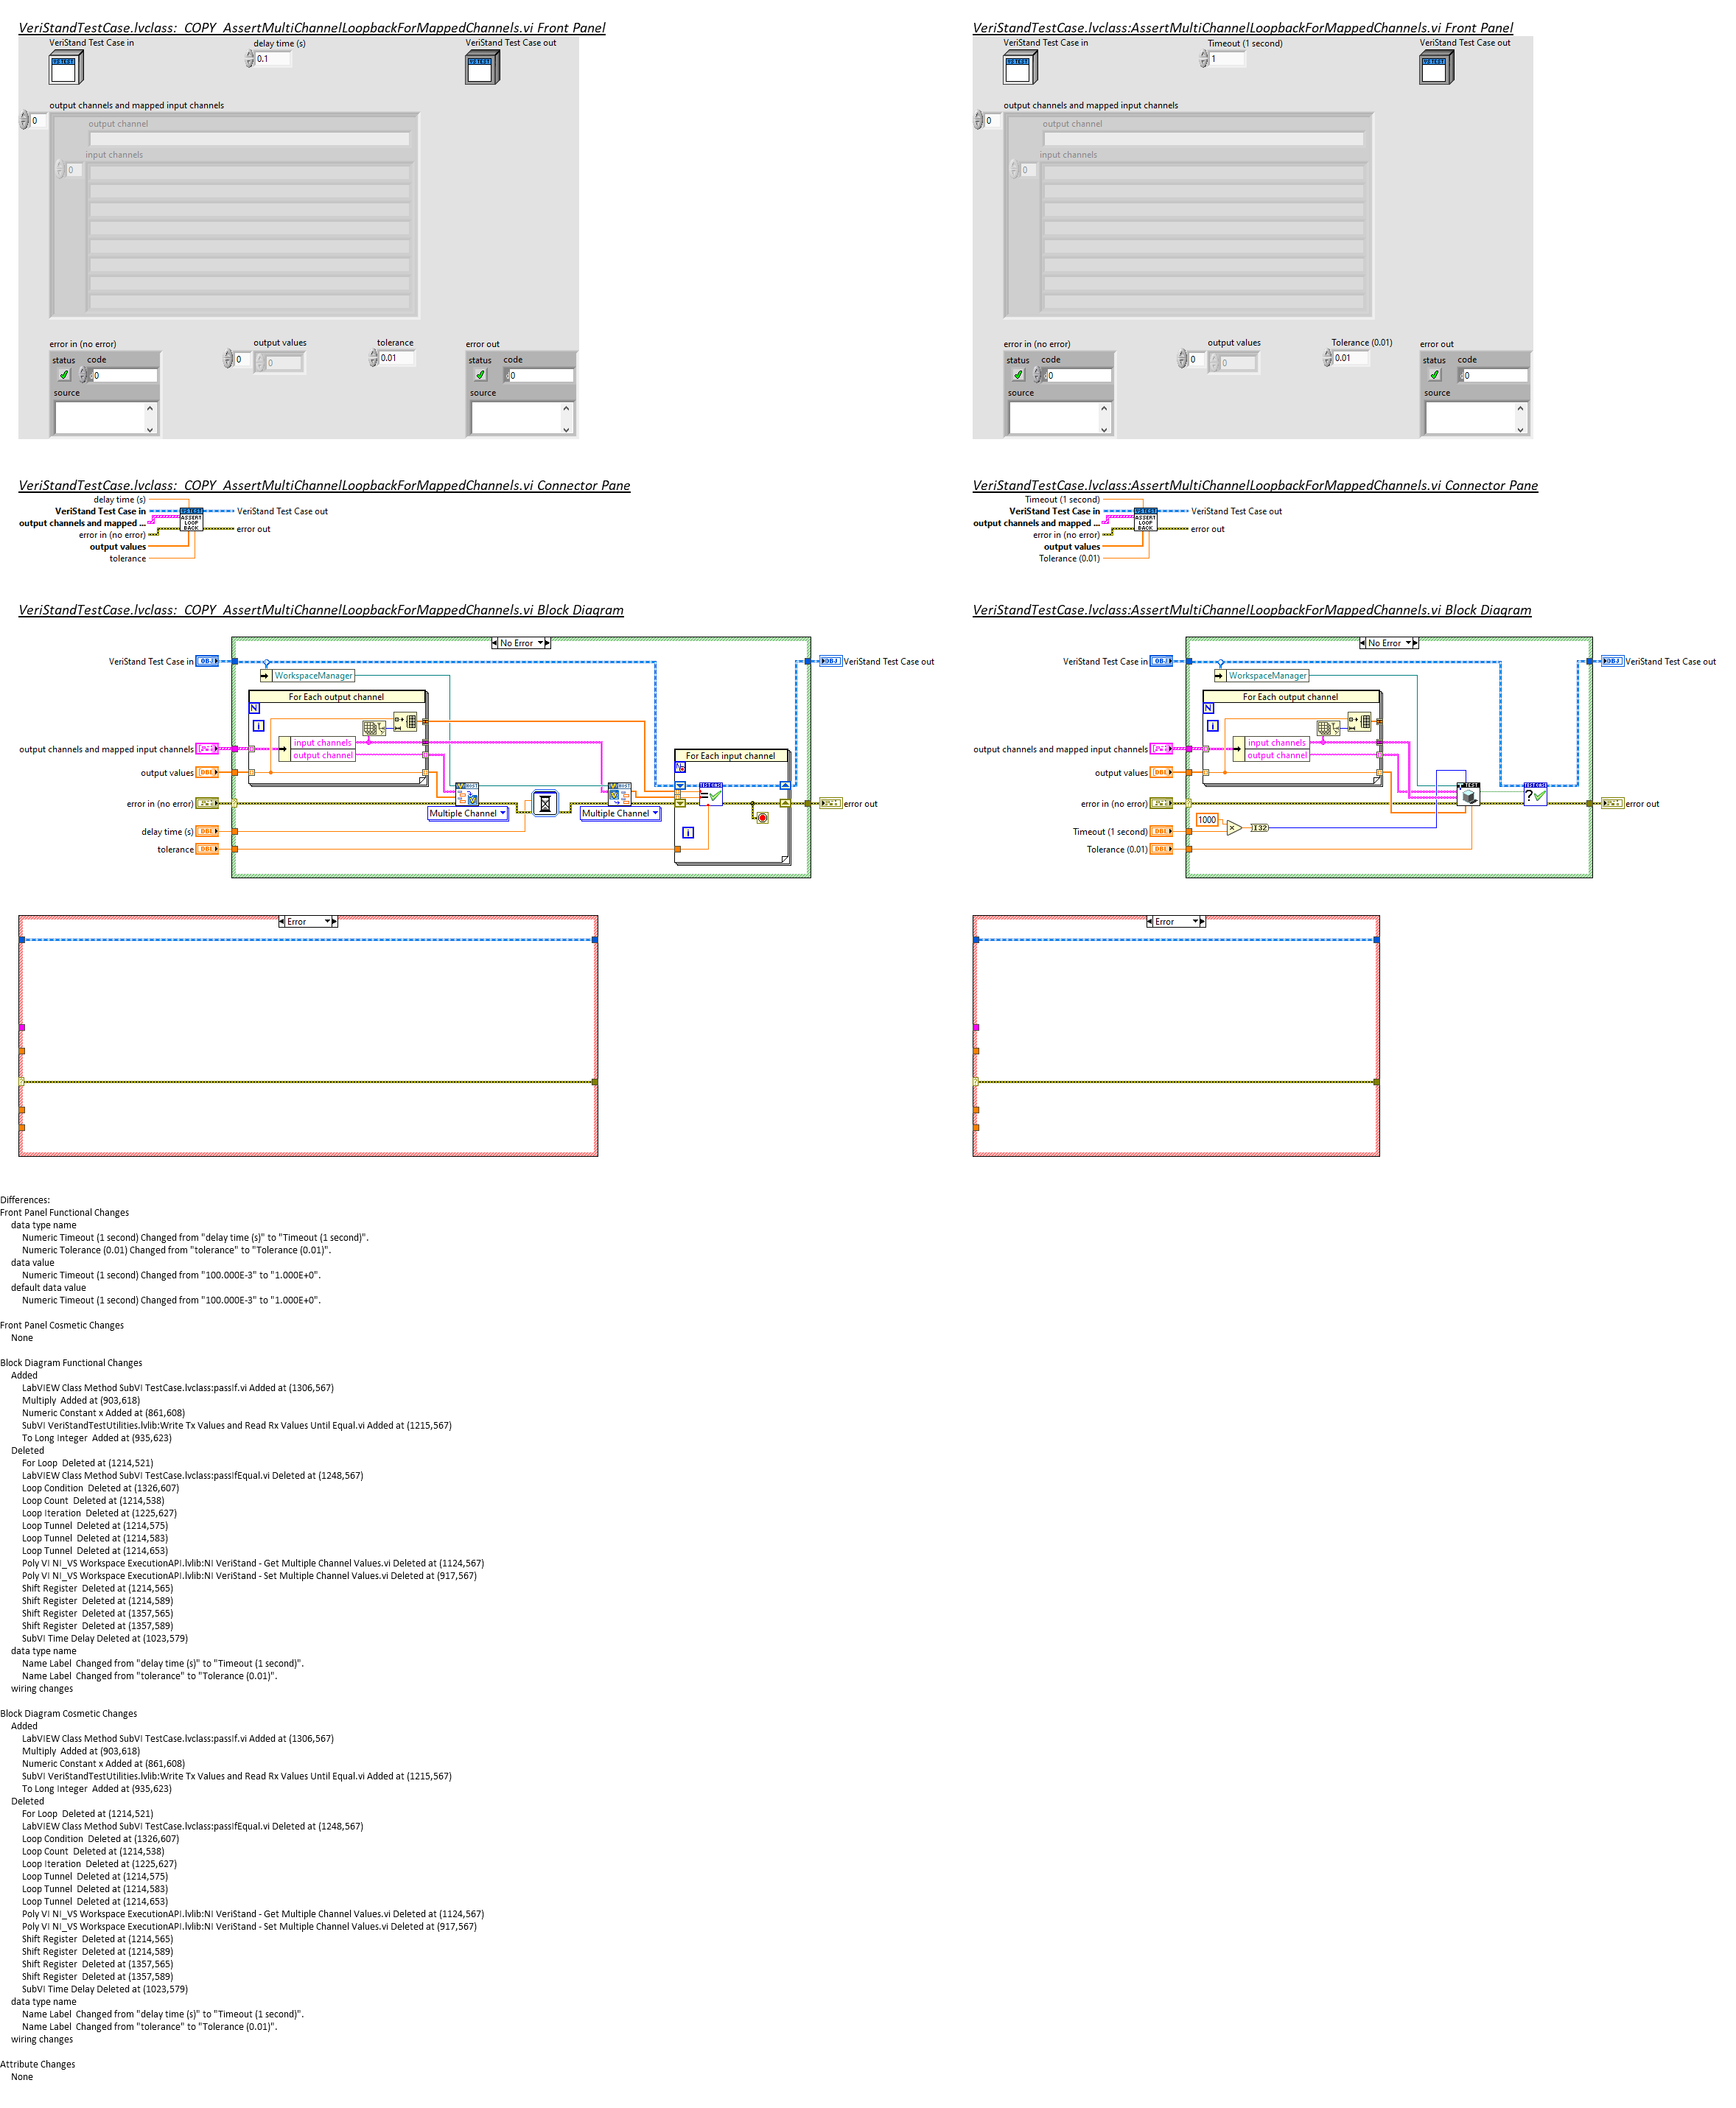 VeriStandTestCase.lvclass:_COPY_AssertMultiChannelLoopbackForMappedChannels.vi Front Panel
VeriStand Test Case in
delay time (s)
VeriStand Test Case out
0.1
output channels and mapped input channels
0
output channel
input channels
0
error in (no error)
output values
tolerance
error out
status code
0
0
0.01
status code
0
0
source
source
VeriStandTestCase.lvclass:AssertMultiChannelLoopbackForMappedChannels.vi Front Panel
VeriStand Test Case in
Timeout (1 second)
VeriStand Test Case out
1
output channels and mapped input channels
0
output channel
input channels
0
error in (no error)
output values
Tolerance (0.01)
error out
status code
0
0
0.01
status code
0
0
source
source
VeriStandTestCase.lvclass:_COPY_AssertMultiChannelLoopbackForMappedChannels.vi Connector Pane
delay time (s)
VeriStand Test Case in
VeriStand Test Case out
output channels and mapped ...
ASSERT
LOOP
BACK
error in (no error)
error out
output values
tolerance
VeriStandTestCase.lvclass:AssertMultiChannelLoopbackForMappedChannels.vi Connector Pane
Timeout (1 second)
VeriStand Test Case in
VeriStand Test Case out
output channels and mapped ...
ASSERT
LOOP
BACK
error in (no error)
error out
output values
Tolerance (0.01)
VeriStandTestCase.lvclass:_COPY_AssertMultiChannelLoopbackForMappedChannels.vi Block Diagram
No Error
VeriStand Test Case in
OBJ
OBJ
VeriStand Test Case out
WorkspaceManager
For Each output channel
N
i
output channels and mapped input channels
input channels
output channel
For Each input channel
N
output values
DBL
error in (no error)
error out
Multiple Channel
Multiple Channel
delay time (s)
DBL
i
tolerance
DBL
Error
VeriStandTestCase.lvclass:AssertMultiChannelLoopbackForMappedChannels.vi Block Diagram
No Error
VeriStand Test Case in
OBJ
OBJ
VeriStand Test Case out
WorkspaceManager
For Each output channel
N
i
output channels and mapped input channels
input channels
output channel
output values
DBL
TEST
error in (no error)
error out
1000
I32
Timeout (1 second)
DBL
Tolerance (0.01)
DBL
Error
Differences:
Front Panel Functional Changes
data type name
Numeric Timeout (1 second) Changed from "delay time (s)" to "Timeout (1 second)".
Numeric Tolerance (0.01) Changed from "tolerance" to "Tolerance (0.01)".
data value
Numeric Timeout (1 second) Changed from "100.000E-3" to "1.000E+0".
default data value
Numeric Timeout (1 second) Changed from "100.000E-3" to "1.000E+0".
Front Panel Cosmetic Changes
None
Block Diagram Functional Changes
Added
LabVIEW Class Method SubVI TestCase.lvclass:passIf.vi Added at (1306,567)
Multiply  Added at (903,618)
Numeric Constant x Added at (861,608)
SubVI VeriStandTestUtilities.lvlib:Write Tx Values and Read Rx Values Until Equal.vi Added at (1215,567)
To Long Integer  Added at (935,623)
Deleted
For Loop  Deleted at (1214,521)
LabVIEW Class Method SubVI TestCase.lvclass:passIfEqual.vi Deleted at (1248,567)
Loop Condition  Deleted at (1326,607)
Loop Count  Deleted at (1214,538)
Loop Iteration  Deleted at (1225,627)
Loop Tunnel  Deleted at (1214,575)
Loop Tunnel  Deleted at (1214,583)
Loop Tunnel  Deleted at (1214,653)
Poly VI NI_VS Workspace ExecutionAPI.lvlib:NI VeriStand - Get Multiple Channel Values.vi Deleted at (1124,567)
Poly VI NI_VS Workspace ExecutionAPI.lvlib:NI VeriStand - Set Multiple Channel Values.vi Deleted at (917,567)
Shift Register  Deleted at (1214,565)
Shift Register  Deleted at (1214,589)
Shift Register  Deleted at (1357,565)
Shift Register  Deleted at (1357,589)
SubVI Time Delay Deleted at (1023,579)
data type name
Name Label  Changed from "delay time (s)" to "Timeout (1 second)".
Name Label  Changed from "tolerance" to "Tolerance (0.01)".
wiring changes
Block Diagram Cosmetic Changes
Added
LabVIEW Class Method SubVI TestCase.lvclass:passIf.vi Added at (1306,567)
Multiply  Added at (903,618)
Numeric Constant x Added at (861,608)
SubVI VeriStandTestUtilities.lvlib:Write Tx Values and Read Rx Values Until Equal.vi Added at (1215,567)
To Long Integer  Added at (935,623)
Deleted
For Loop  Deleted at (1214,521)
LabVIEW Class Method SubVI TestCase.lvclass:passIfEqual.vi Deleted at (1248,567)
Loop Condition  Deleted at (1326,607)
Loop Count  Deleted at (1214,538)
Loop Iteration  Deleted at (1225,627)
Loop Tunnel  Deleted at (1214,575)
Loop Tunnel  Deleted at (1214,583)
Loop Tunnel  Deleted at (1214,653)
Poly VI NI_VS Workspace ExecutionAPI.lvlib:NI VeriStand - Get Multiple Channel Values.vi Deleted at (1124,567)
Poly VI NI_VS Workspace ExecutionAPI.lvlib:NI VeriStand - Set Multiple Channel Values.vi Deleted at (917,567)
Shift Register  Deleted at (1214,565)
Shift Register  Deleted at (1214,589)
Shift Register  Deleted at (1357,565)
Shift Register  Deleted at (1357,589)
SubVI Time Delay Deleted at (1023,579)
data type name
Name Label  Changed from "delay time (s)" to "Timeout (1 second)".
Name Label  Changed from "tolerance" to "Tolerance (0.01)".
wiring changes
Attribute Changes
None